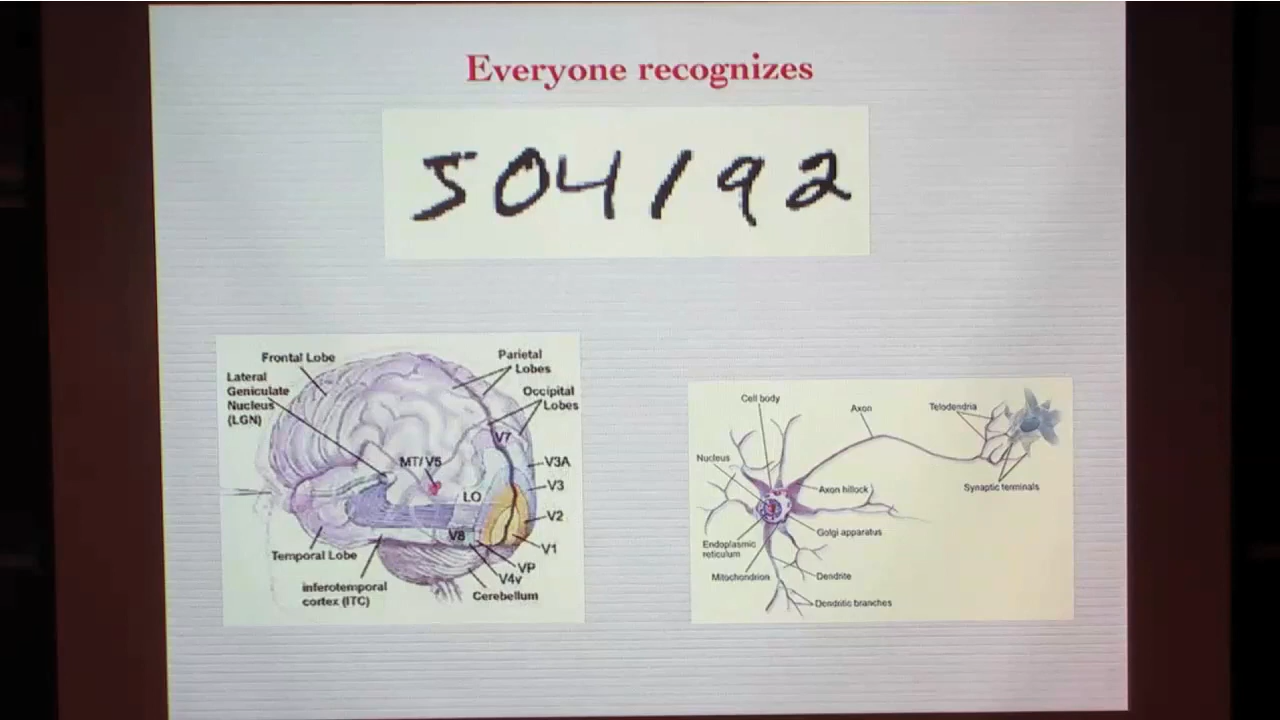 Everyone recognizes
504192
Frontal Lobe
Lateral
Geniculate
Nucleus
(LGN)
Parietal
Lobes
Occipital
Lobes
V7
MT/V5
V3A
V3
LO
V2
V8
V1
Temporal Lobe
VP
V4v
inferotemporal
cortex (ITC)
Cerebellum
Cell body
Axon
Telodendria
Nucleus
Axon hillock
Synaptic terminals
Golgi apparatus
Endoplasmic
reticulum
Mitochondrion
Dendrite
Dendritic branches